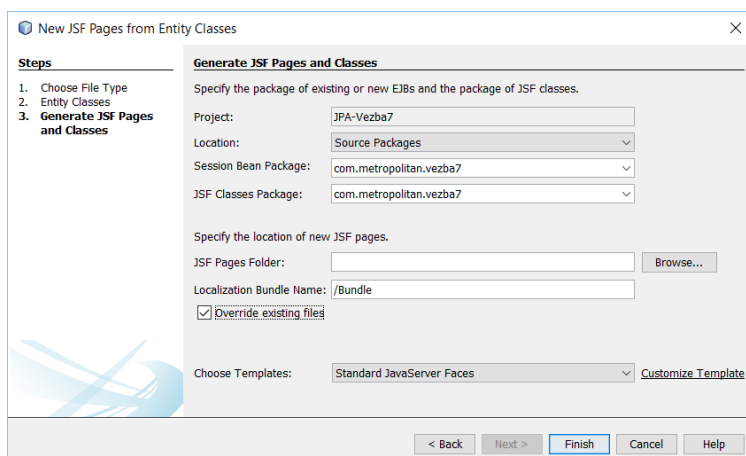 New JSF Pages from Entity Classes
Steps
1. Choose File Type
2. Entity Classes
3. Generate JSF Pages
and Classes
Generate JSF Pages and Classes
Specify the package of existing or new EJBs and the package of JSF classes.
Project: JPA-Vezba7
Location: Source Packages
Session Bean Package: com.metropolitan.vezba7
JSF Classes Package: com.metropolitan.vezba7
Specify the location of new JSF pages.
JSF Pages Folder: Browse...
Localization Bundle Name: /Bundle
Override existing files
Choose Templates: Standard JavaServer Faces Customize Template
< Back Next > Finish Cancel Help